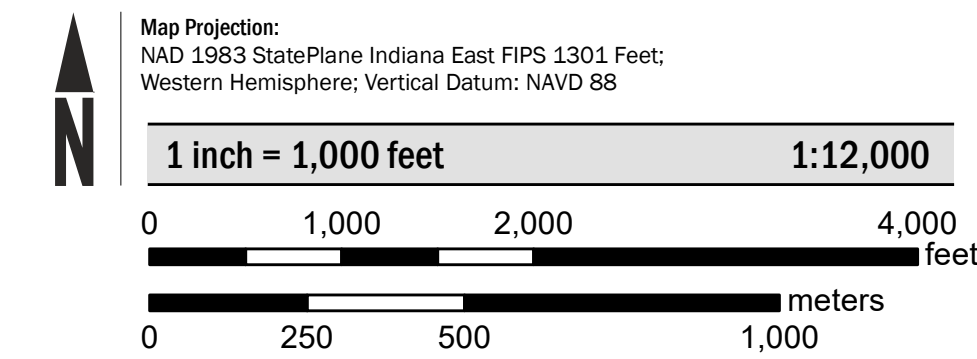 Map Projection:
NAD 1983 StatePlane Indiana East FIPS 1301 Feet;
Western Hemisphere; Vertical Datum: NAVD 88
N
1 inch = 1,000 feet 1:12,000
0 1,000 2,000 4,000
feet
meters
0 250 500 1,000